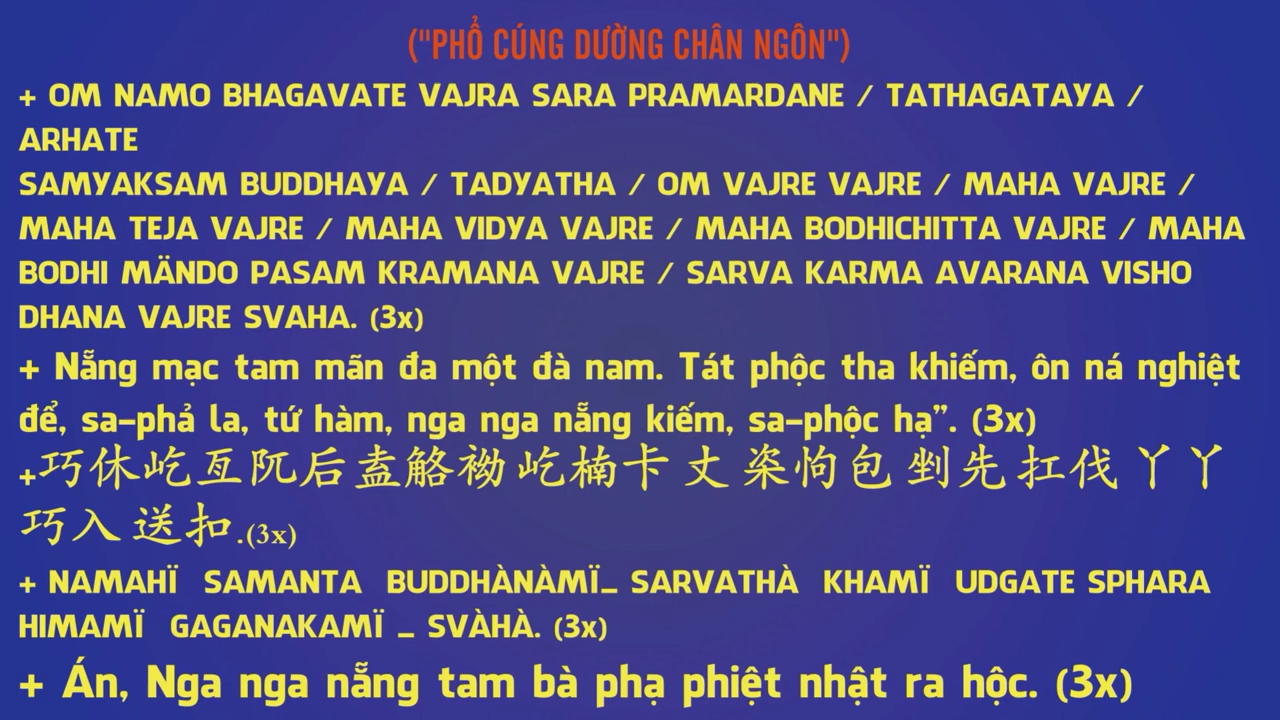 ("PHỔ CÚNG DƯỜNG CHÂN NGÔN")
+ OM NAMO BHAGAVATE VAJRA SARA PRAMARDANE / TATHAGATAYA /
ARHATE
SAMYAKSAM BUDDHAYA / TADYATHA / OM VAJRE VAJRE / MAHA VAJRE /
MAHA TEJA VAJRE / MAHA VIDYA VAJRE / MAHA BODHICHITTA VAJRE / MAHA
BODHI MÄNDO PASAM KRAMANA VAJRE / SARVA KARMA AVARANA VISHO
DHANA VAJRE SVAHA. (3x)
+ Nẵng mạc tam mãn đa một đà nam. Tát phộc tha khiếm, ôn ná nghiệt
để, sa-phả la, tứ hàm, nga nga nẵng kiếm, sa-phộc hạ”. (3x)
+巧休屹亙阢后盍觡袎屹楠卡丈栥怐包剉先扛伐丫丫
巧入送扣.(3x)
+ NAMAHÏ SAMANTA BUDDHÀNÀMÏ_ SARVATHÀ KHAMÏ UDGATE SPHARA
HIMAMÏ GAGANAKAMÏ _ SVÀHÀ. (3x)
+ Án, Nga nga nẵng tam bà phạ phiệt nhật ra hộc. (3x)